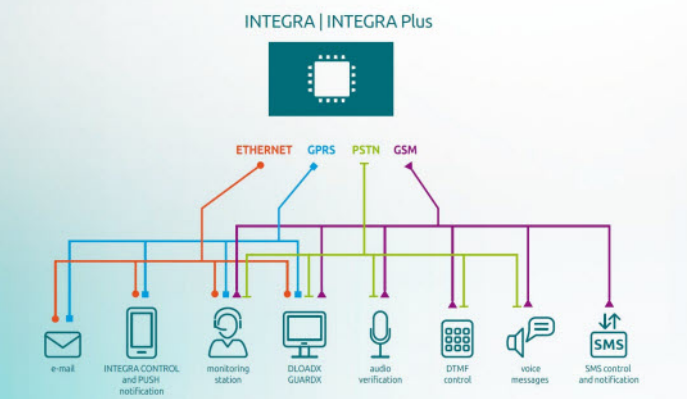 INTEGRA | INTEGRA Plus
ETHERNET GPRS PSTN GSM
e-mail
INTEGRA CONTROL
and PUSH
notification
monitoring
station
DLOADX
GUARDX
audio
verification
DTMF
control
voice
messages
SMS
SMS control
and notification